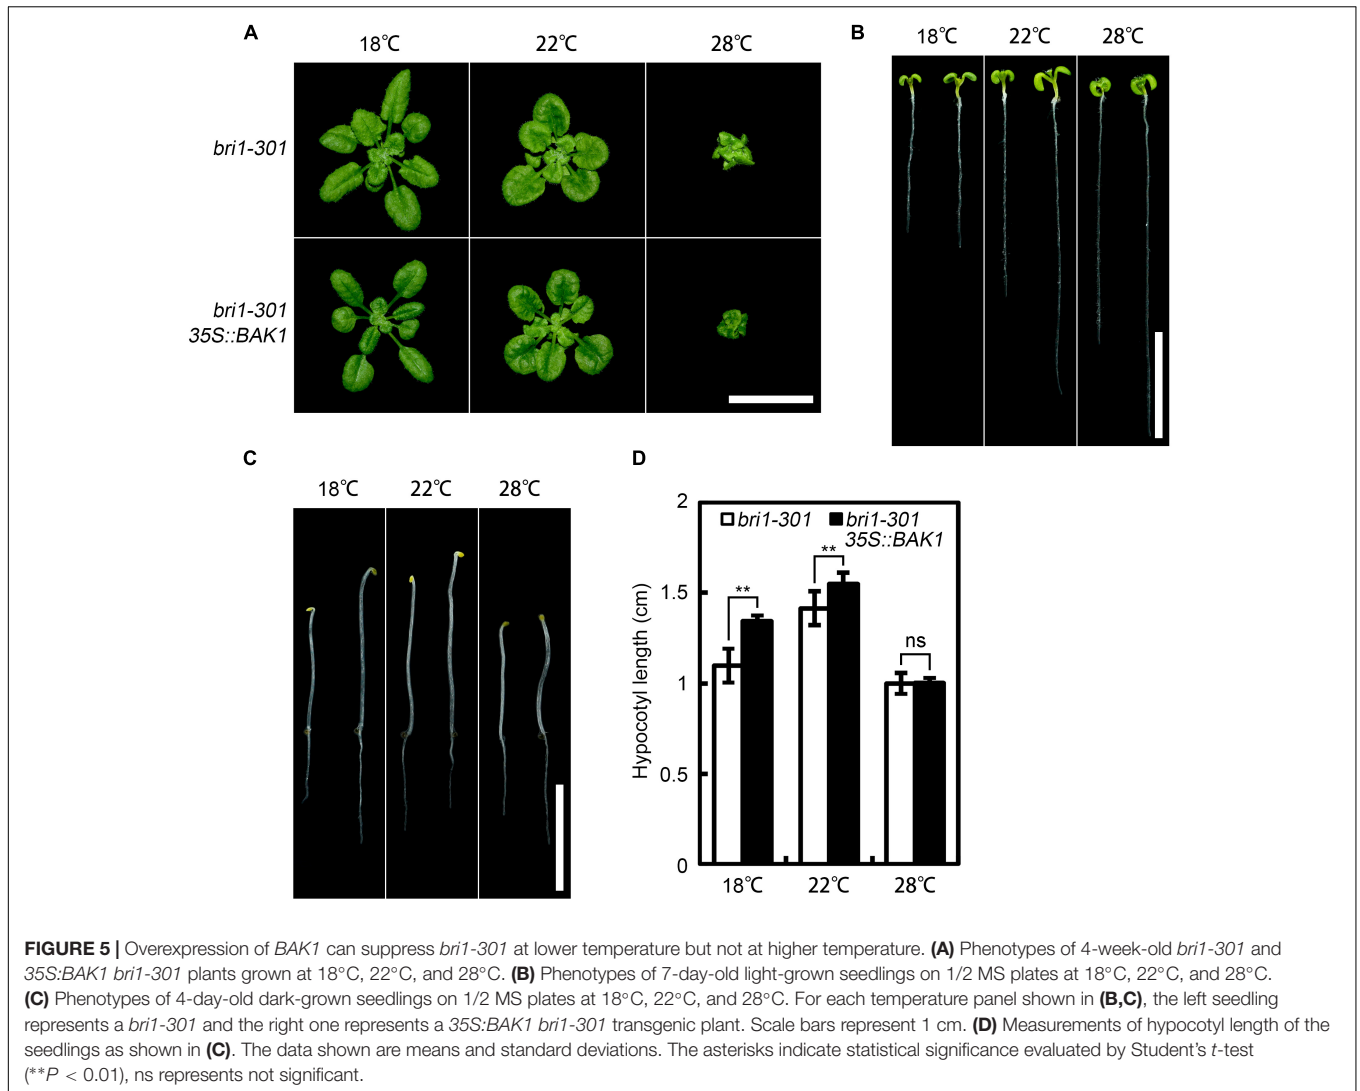 A
18°C 22°C 28°C
bri1-301
bri1-301
35S::BAK1
B
18°C 22°C 28°C
C
18°C 22°C 28°C
D
2
1.5
1
0.5
0
Hypocotyl length (cm)
bri1-301 bri1-301
35S::BAK1
** ** ns
18°C 22°C 28°C
FIGURE 5 | Overexpression of BAK1 can suppress bri1-301 at lower temperature but not at higher temperature. (A) Phenotypes of 4-week-old bri1-301 and
35S:BAK1 bri1-301 plants grown at 18°C, 22°C, and 28°C. (B) Phenotypes of 7-day-old light-grown seedlings on 1/2 MS plates at 18°C, 22°C, and 28°C.
(C) Phenotypes of 4-day-old dark-grown seedlings on 1/2 MS plates at 18°C, 22°C, and 28°C. For each temperature panel shown in (B,C), the left seedling
represents a bri1-301 and the right one represents a 35S:BAK1 bri1-301 transgenic plant. Scale bars represent 1 cm. (D) Measurements of hypocotyl length of the
seedlings as shown in (C). The data shown are means and standard deviations. The asterisks indicate statistical significance evaluated by Student's t-test
(**P < 0.01), ns represents not significant.